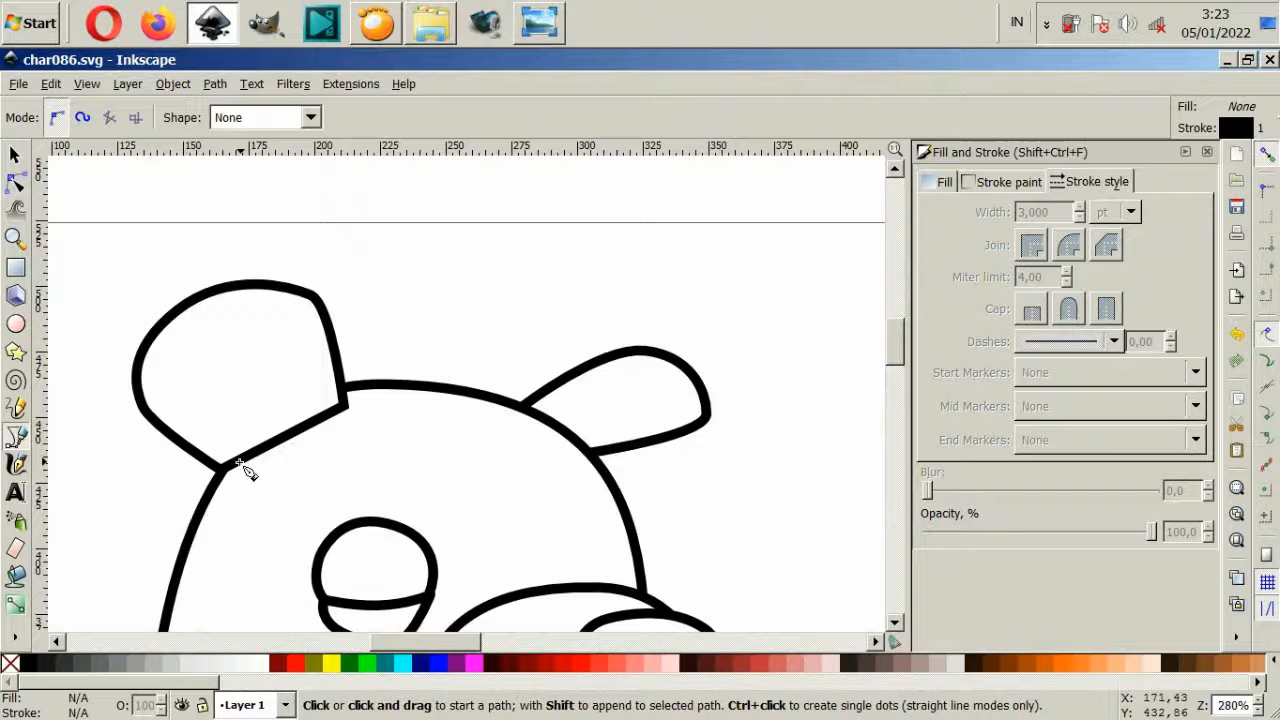 Start
IN
3:23
05/01/2022
char086.svg - Inkscape
File Edit View Layer Object Path Text Filters Extensions Help
Mode:
Shape:
None
Fill:
None
Stroke:
1
100 125 150 175 200 225 250 275 300 325 350 375 400
Fill and Stroke (Shift+Ctrl+F)
Fill
Stroke paint
Stroke style
Width:
3,000
pt
Join:
Miter limit:
4,00
Cap:
Dashes:
0,00
Start Markers:
None
Mid Markers:
None
End Markers:
None
Blur:
0,0
Opacity, %
100,0
Fill:
N/A
Stroke:
N/A
O:
100
•Layer 1
Click or click and drag to start a path; with Shift to append to selected path. Ctrl+click to create single dots (straight line modes only).
X: 171,43
Y: 432,86
Z:
280%